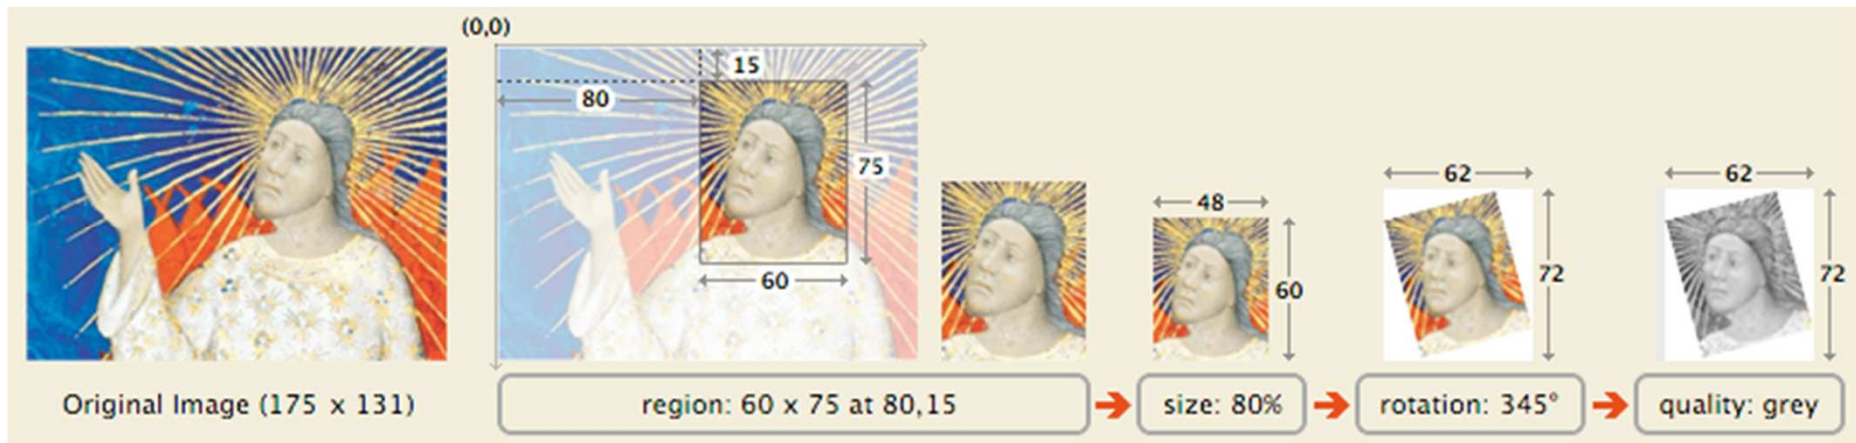 (0,0)
15
80
75
60
48
60
62
72
62
72
Original Image (175 x 131)
region: 60 x 75 at 80,15
size: 80%
rotation: 345°
quality: grey